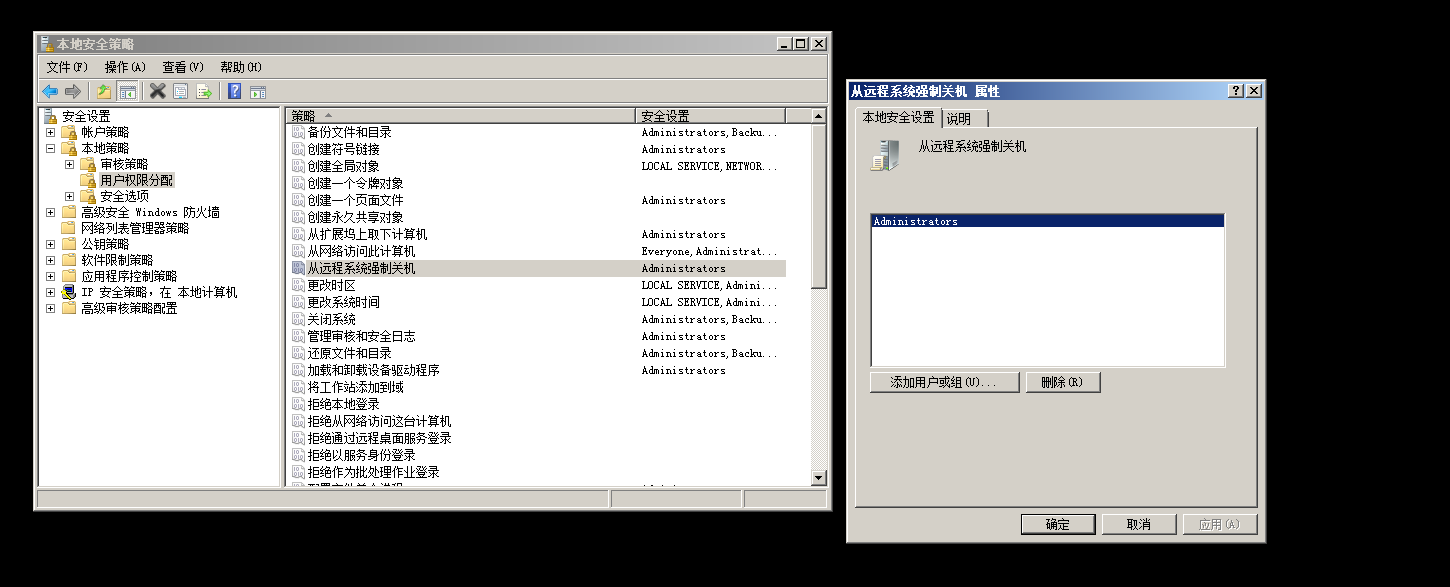 本地安全策略
文件(F) 操作(A) 查看(V) 帮助(H)
安全设置
帐户策略
本地策略
审核策略
用户权限分配
安全选项
高级安全 Windows 防火墙
网络列表管理器策略
公钥策略
软件限制策略
应用程序控制策略
IP 安全策略，在 本地计算机
高级审核策略配置
策略 安全设置
备份文件和目录 Administrators,Backu...
创建符号链接 Administrators
创建全局对象 LOCAL SERVICE,NETWOR...
创建一个令牌对象
创建一个页面文件 Administrators
创建永久共享对象
从扩展坞上取下计算机 Administrators
从网络访问此计算机 Everyone,Administrat...
从远程系统强制关机 Administrators
更改时区 LOCAL SERVICE,Admini...
更改系统时间 LOCAL SERVICE,Admini...
关闭系统 Administrators,Backu...
管理审核和安全日志 Administrators
还原文件和目录 Administrators,Backu...
加载和卸载设备驱动程序 Administrators
将工作站添加到域
拒绝本地登录
拒绝从网络访问这台计算机
拒绝通过远程桌面服务登录
拒绝以服务身份登录
拒绝作为批处理作业登录
从远程系统强制关机 属性
本地安全设置 说明
从远程系统强制关机
Administrators
添加用户或组(U)... 删除(R)
确定 取消 应用(A)